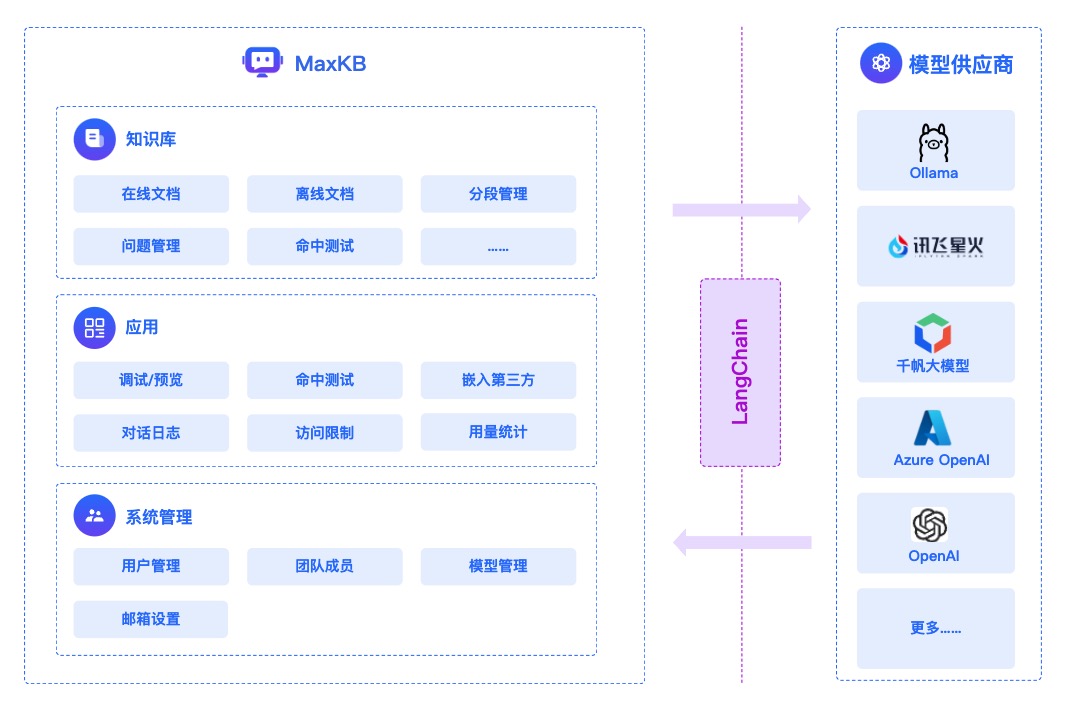 MaxKB
知识库
在线文档
离线文档
分段管理
问题管理
命中测试
......
应用
调试/预览
命中测试
嵌入第三方
对话日志
访问限制
用量统计
系统管理
用户管理
团队成员
模型管理
邮箱设置
LangChain
模型供应商
Ollama
讯飞星火
千帆大模型
Azure OpenAI
OpenAI
更多......